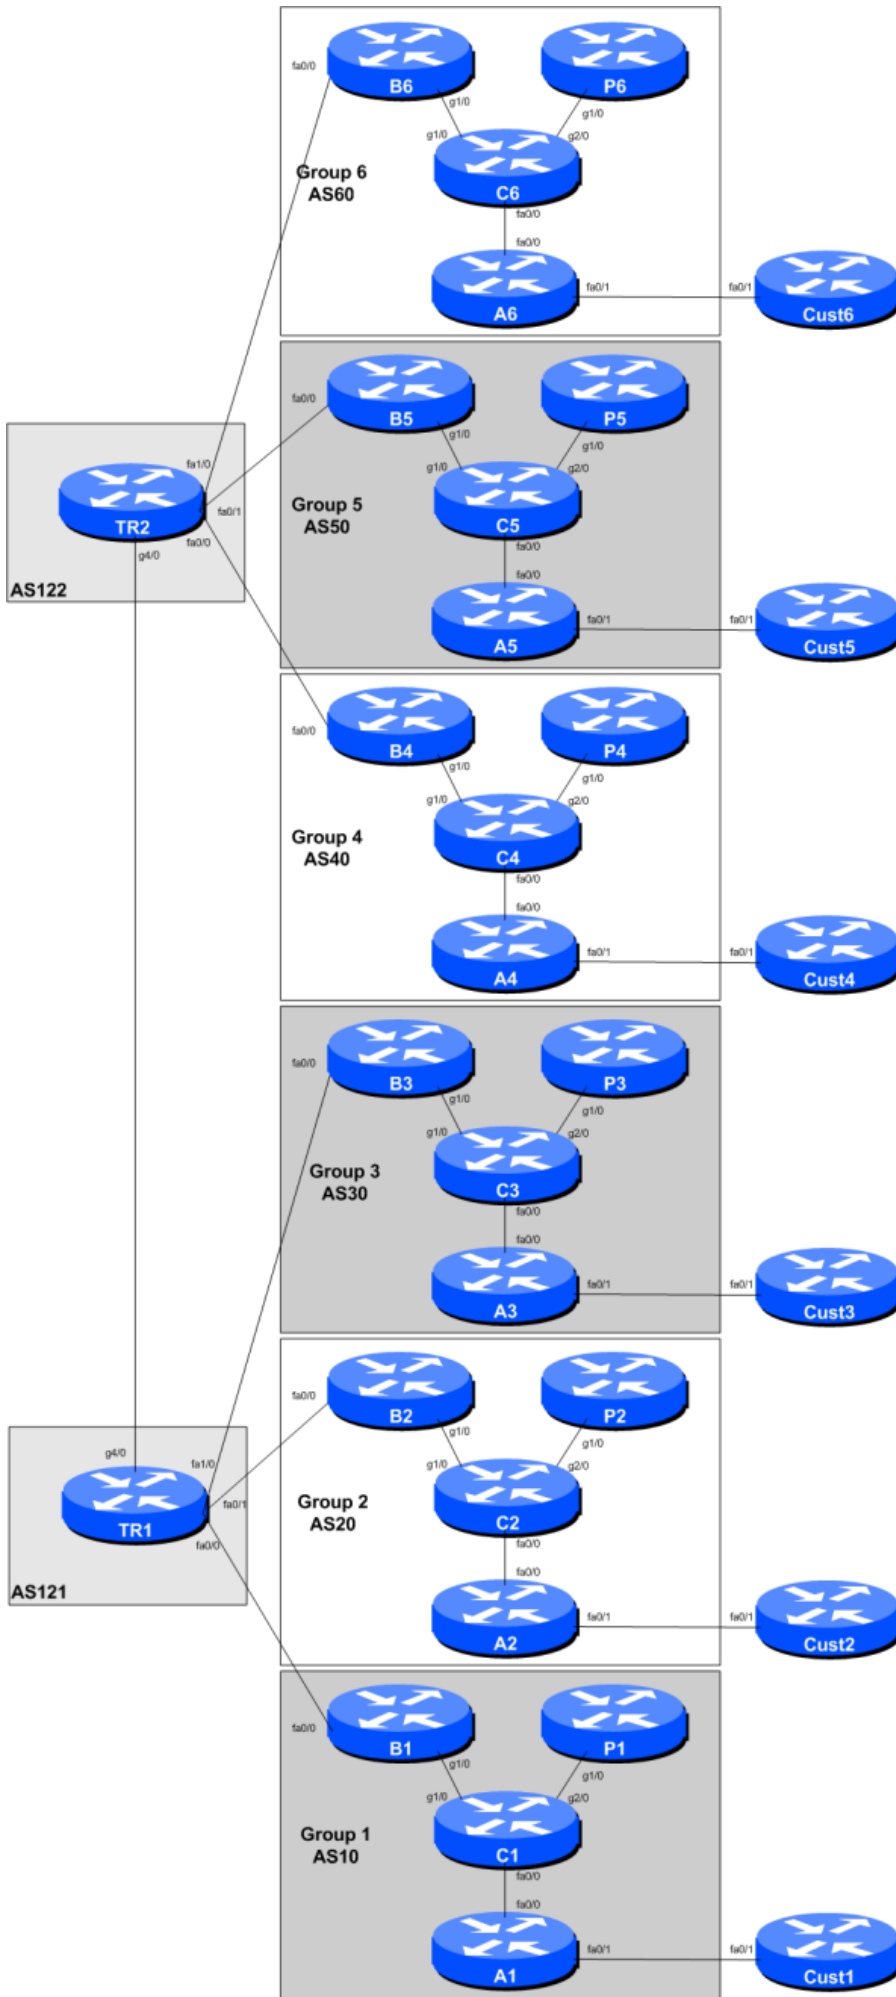 fa0/0
B6
P6
g1/0
g1/0
g1/0
g2/0
Group 6
AS60
C6
fa0/0
fa0/0
A6
fa0/1
fa0/1
Cust6
fa0/0
B5
P5
g1/0
g1/0
g1/0
g2/0
Group 5
AS50
C5
fa0/0
fa0/0
A5
fa0/1
fa0/1
Cust5
fa1/0
fa0/1
TR2
fa0/0
g4/0
AS122
fa0/0
B4
P4
g1/0
g1/0
g1/0
g2/0
Group 4
AS40
C4
fa0/0
fa0/0
A4
fa0/1
fa0/1
Cust4
fa0/0
B3
P3
g1/0
g1/0
g1/0
g2/0
Group 3
AS30
C3
fa0/0
fa0/0
A3
fa0/1
fa0/1
Cust3
fa0/0
B2
P2
g1/0
g1/0
g1/0
g2/0
Group 2
AS20
C2
fa0/0
fa0/0
A2
fa0/1
fa0/1
Cust2
g4/0
fa1/0
fa0/1
TR1
fa0/0
AS121
fa0/0
B1
P1
g1/0
g1/0
g1/0
g2/0
Group 1
AS10
C1
fa0/0
fa0/0
A1
fa0/1
fa0/1
Cust1